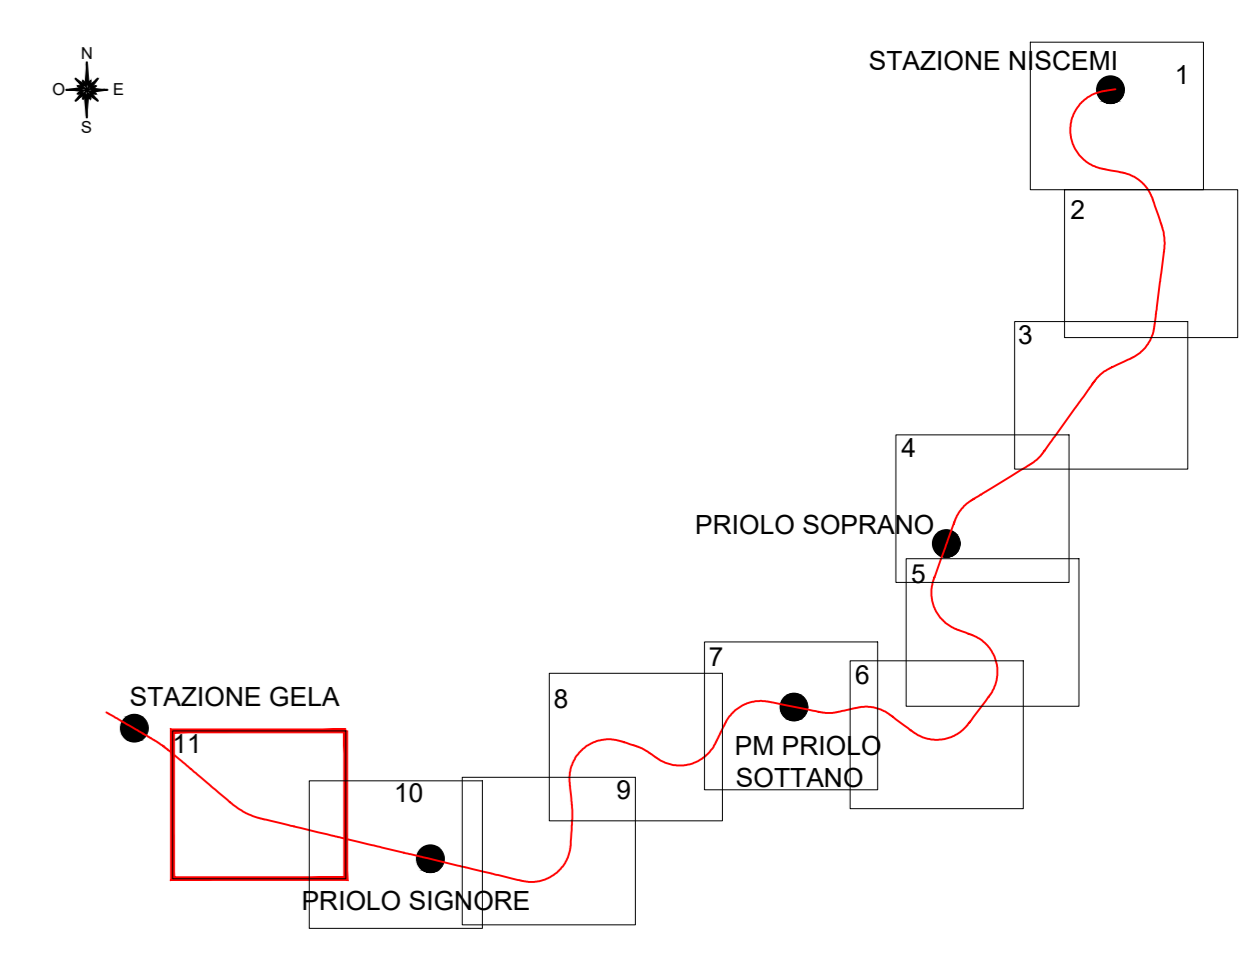 N
O E
S
STAZIONE NISCEMI
1
2
3
4
PRIOLO SOPRANO
5
6
7
PM PRIOLO
SOTTANO
8
9
10
PRIOLO SIGNORE
STAZIONE GELA
11